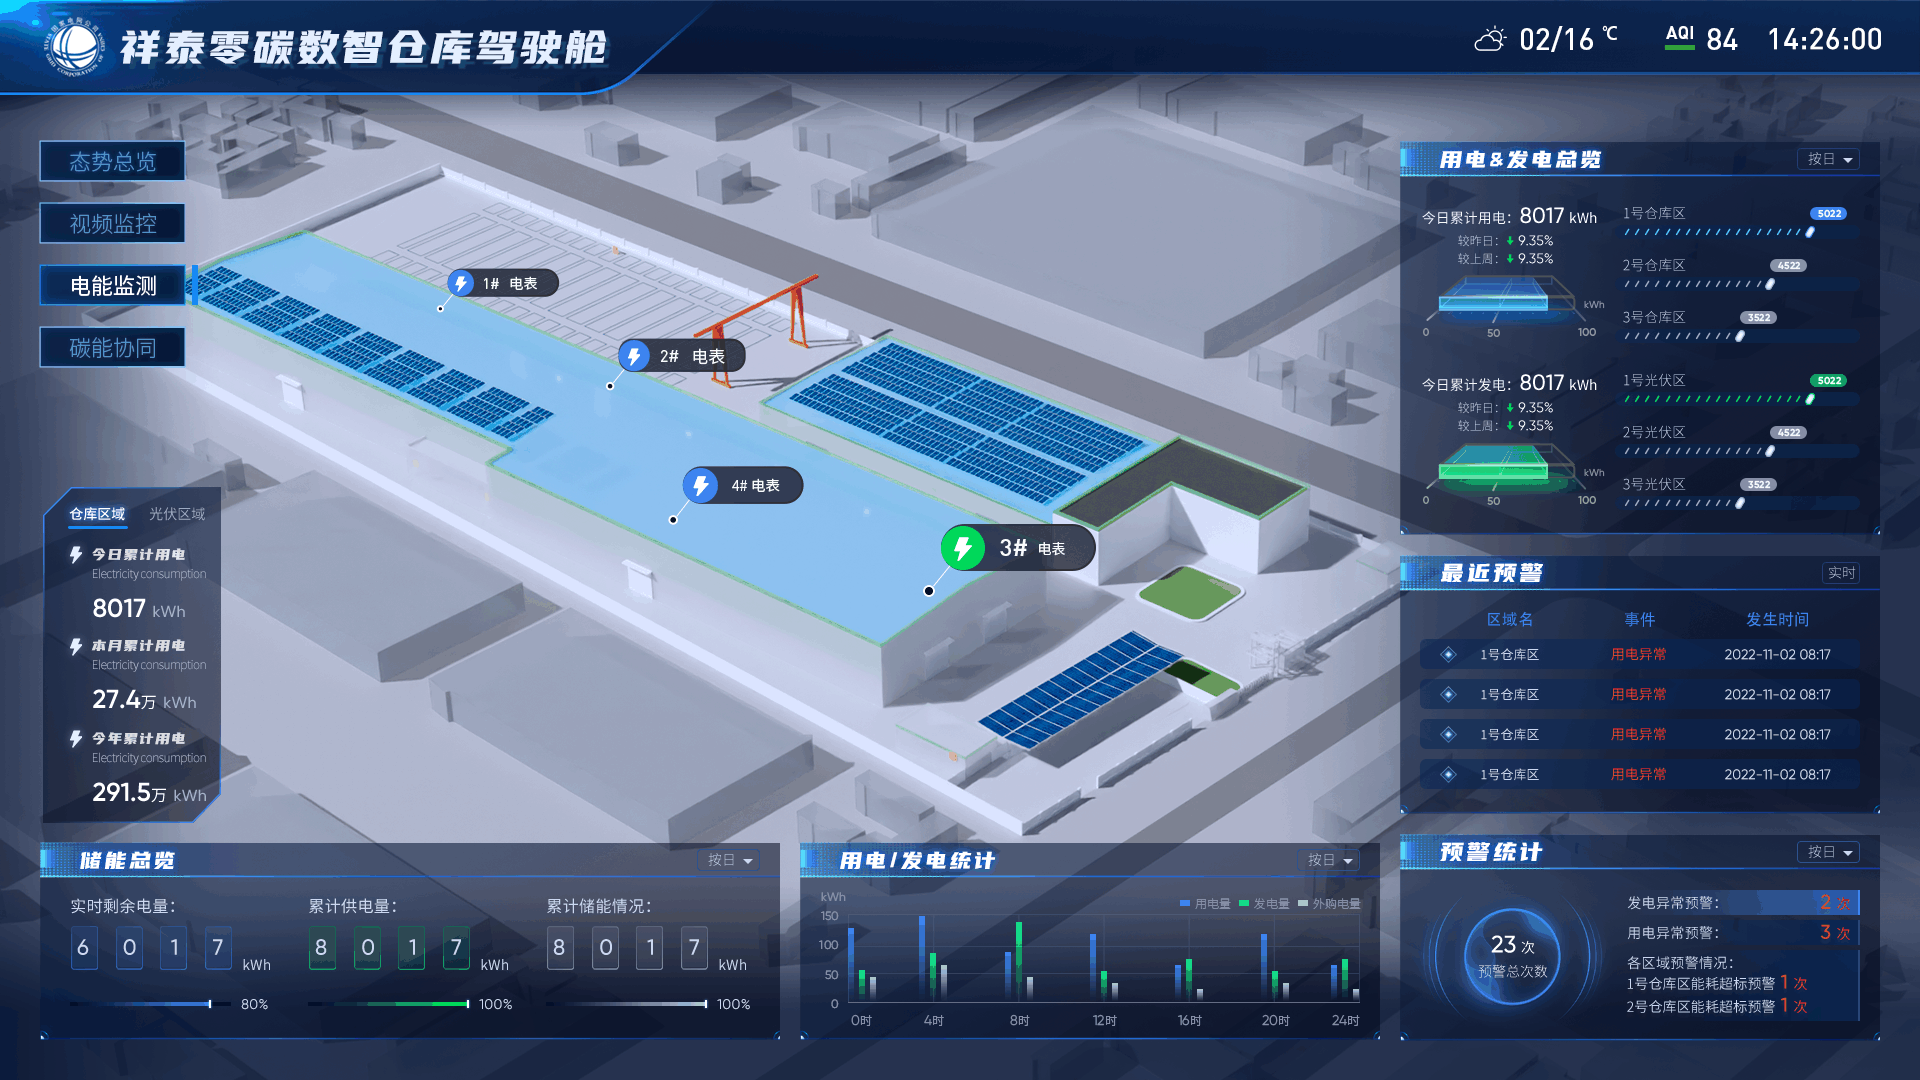 祥泰零碳数智仓库驾驶舱
02/16 ℃
AQI 84
14:26:00
态势总览
视频监控
电能监测
碳能协同
1# 电表
2# 电表
4# 电表
3# 电表
仓库区域 光伏区域
今日累计用电
Electricity consumption
8017 kWh
本月累计用电
Electricity consumption
27.4万 kWh
今年累计用电
Electricity consumption
291.5万 kWh
储能总览 按日
实时剩余电量：
6 0 1 7 kWh
80%
累计供电量：
8 0 1 7 kWh
100%
累计储能情况：
8 0 1 7 kWh
100%
用电/发电统计 按日
kWh
用电量 发电量 外购电量
150
100
50
0
0时 4时 8时 12时 16时 20时 24时
用电&发电总览 按日
今日累计用电：8017 kWh
较昨日： 9.35%
较上周： 9.35%
kWh
0 50 100
1号仓库区 5022
2号仓库区 4522
3号仓库区 3522
今日累计发电：8017 kWh
较昨日： 9.35%
较上周： 9.35%
kWh
0 50 100
1号光伏区 5022
2号光伏区 4522
3号光伏区 3522
最近预警 实时
区域名 事件 发生时间
1号仓库区 用电异常 2022-11-02 08:17
1号仓库区 用电异常 2022-11-02 08:17
1号仓库区 用电异常 2022-11-02 08:17
1号仓库区 用电异常 2022-11-02 08:17
预警统计 按日
23 次
预警总次数
发电异常预警： 2 次
用电异常预警： 3 次
各区域预警情况：
1号仓库区能耗超标预警 1 次
2号仓库区能耗超标预警 1 次